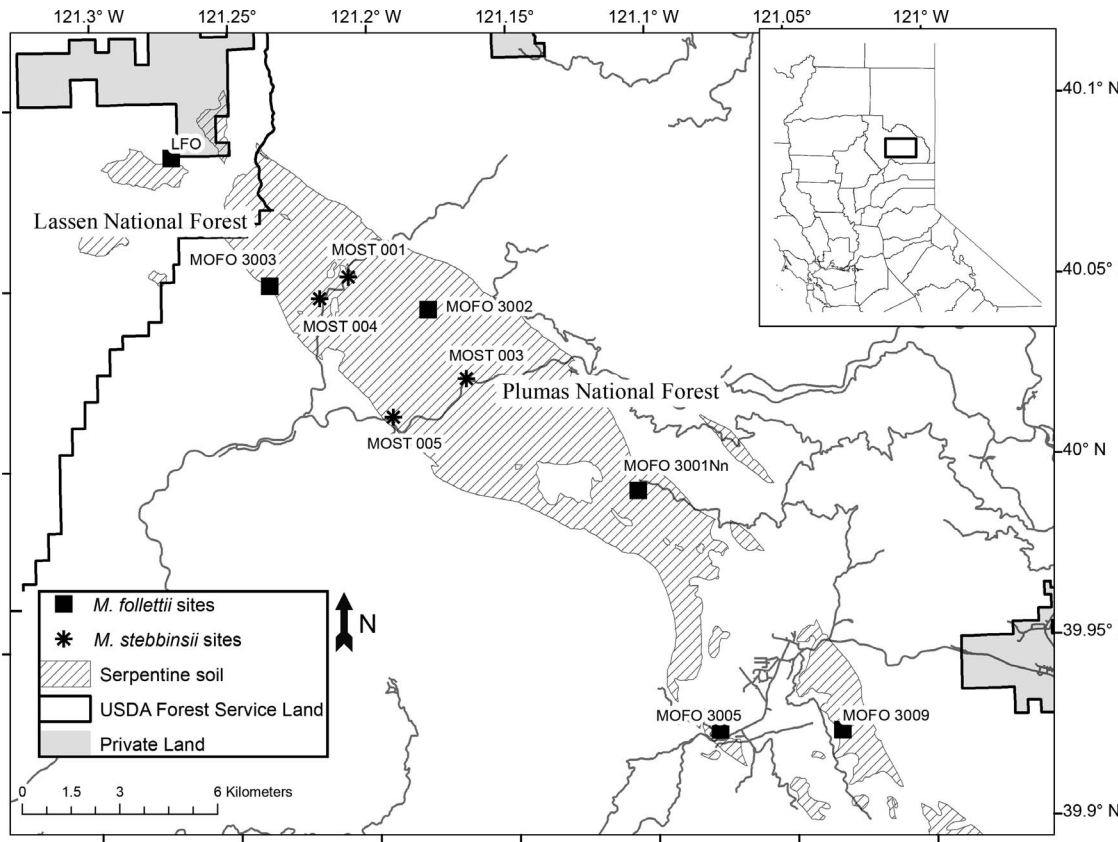 121.3° W
121.25° W
121.2° W
121.15° W
121.1° W
121.05° W
121° W
40.1° N
LFO
Lassen National Forest
MOST 001
MOFO 3003
40.05° N
MOST 004
MOFO 3002
MOST 003
Plumas National Forest
MOST 005
40° N
MOFO 3001Nn
M. follettii sites
M. stebbinsii sites
N
39.95° N
Serpentine soil
USDA Forest Service Land
MOFO 3005
MOFO 3009
Private Land
0 1.5 3 6 Kilometers
39.9° N